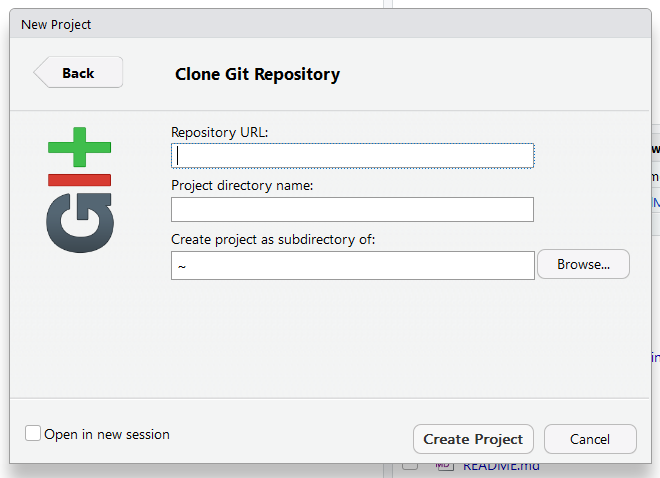 New Project
Back
Clone Git Repository
Repository URL:
Project directory name:
Create project as subdirectory of:
~
Browse...
Open in new session
Create Project
Cancel
README.md